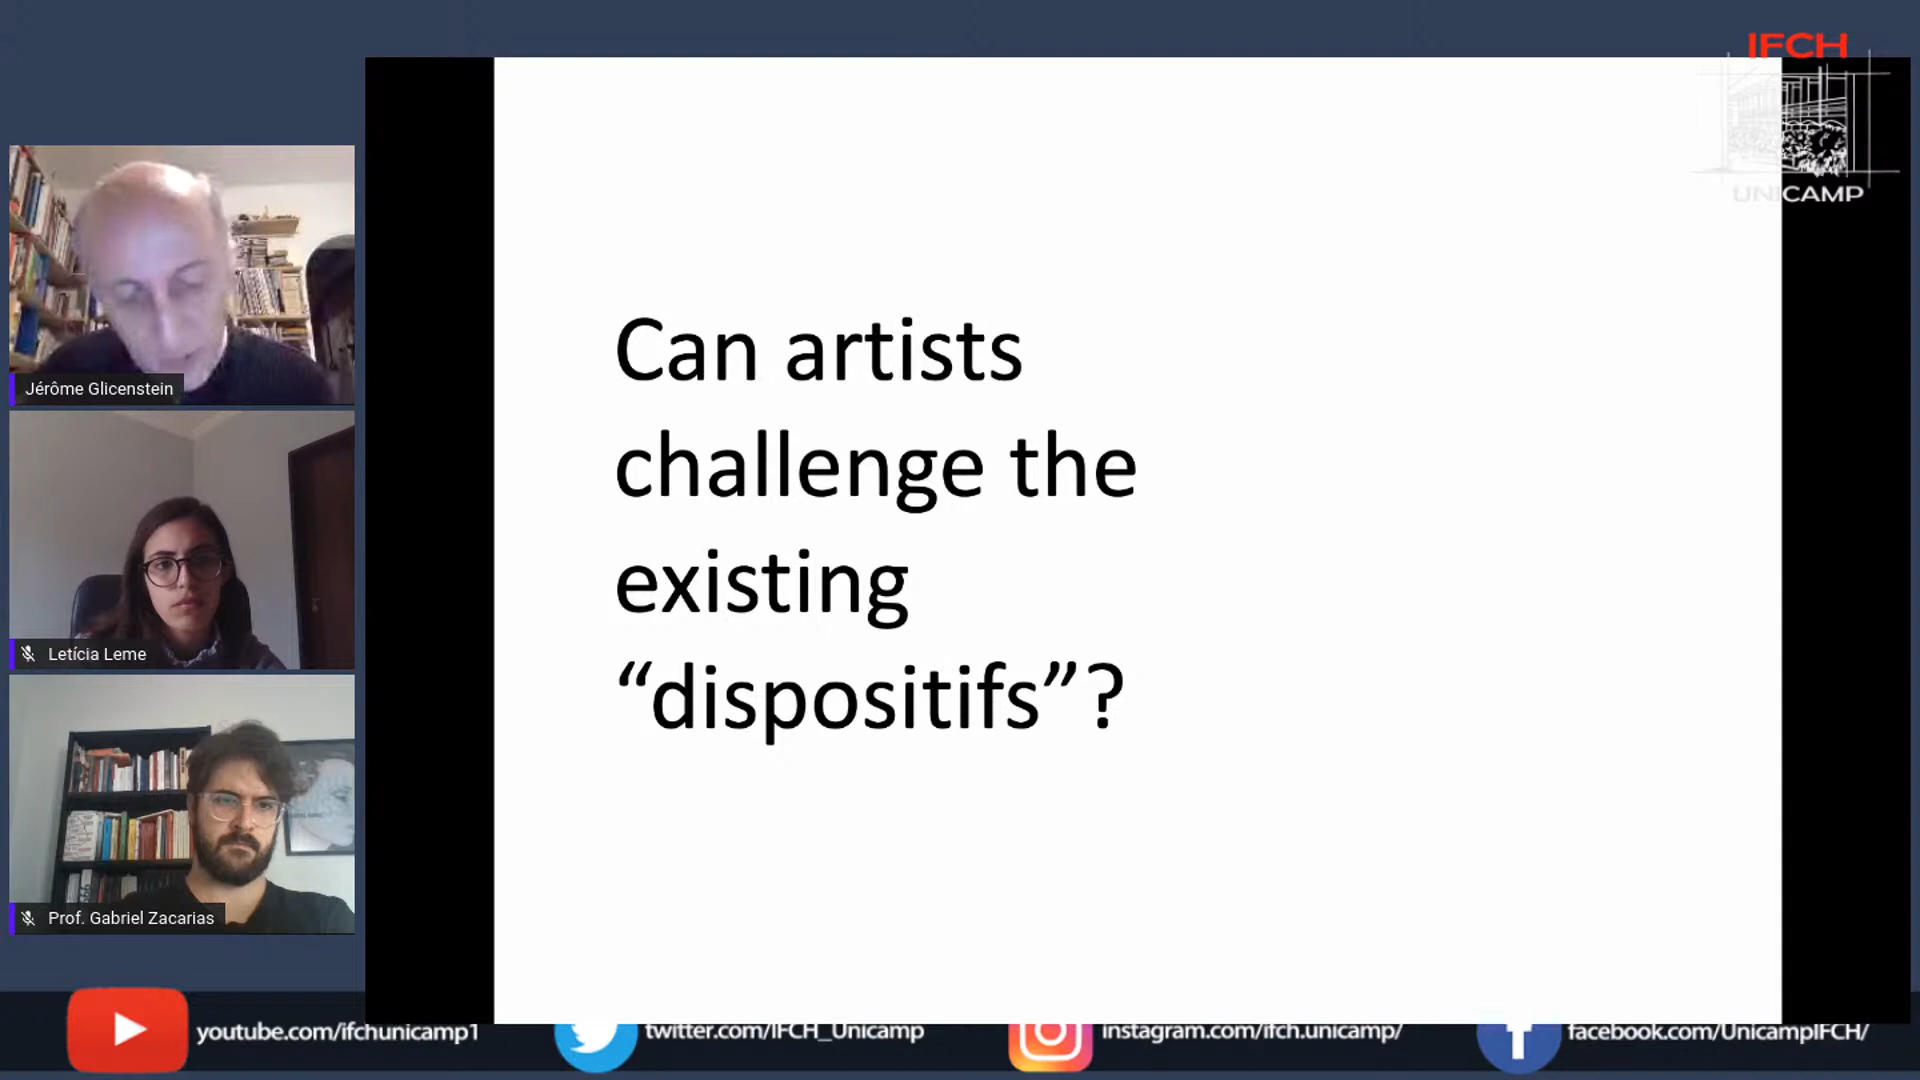 IFCH
UNICAMP
Jérôme Glicenstein
Letícia Leme
Prof. Gabriel Zacarias
Can artists
challenge the
existing
“dispositifs”?
youtube.com/ifchunicamp1
twitter.com/IFCH_Unicamp
instagram.com/ifch.unicamp/
facebook.com/UnicampIFCH/